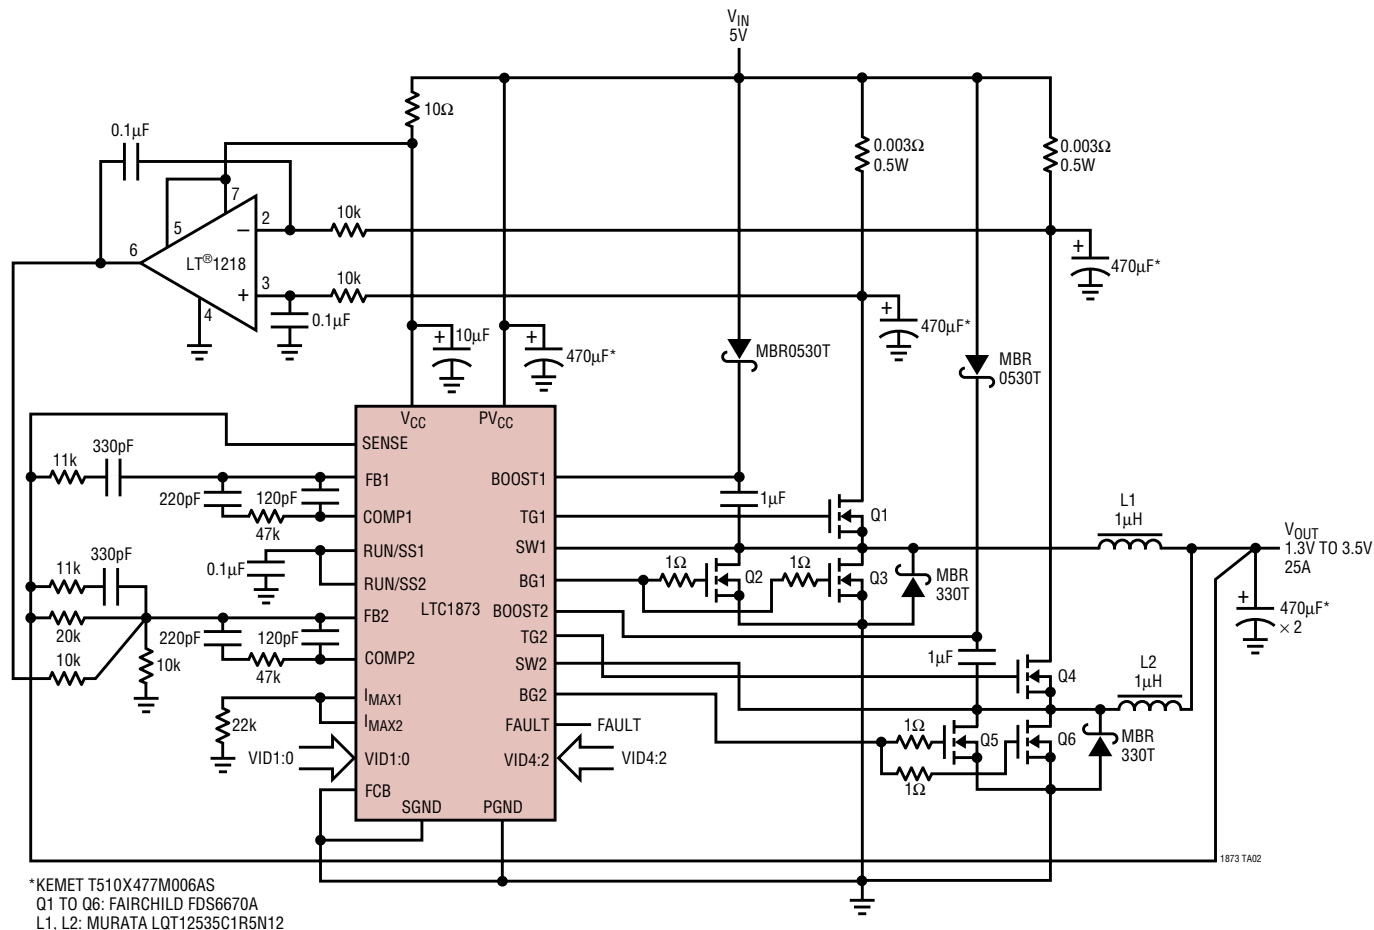 VIN
5V
10Ω
0.003Ω
0.5W
0.003Ω
0.5W
0.1µF
7
2
10k
5
–
6
LT®1218
3
10k
+
4
0.1µF
+
470µF*
+
470µF*
+
10µF
+
470µF*
MBR0530T
MBR
0530T
VCC
PVCC
SENSE
11k
330pF
FB1
220pF
120pF
COMP1
47k
330pF
RUN/SS1
11k
0.1µF
RUN/SS2
LTC1873
FB2
20k
220pF
120pF
10k
10k
COMP2
47k
IMAX1
IMAX2
22k
VID1:0
VID1:0
FCB
SGND
PGND
BOOST1
1µF
TG1
Q1
SW1
BG1
1Ω
Q2
1Ω
Q3
MBR
330T
BOOST2
TG2
1µF
SW2
Q4
BG2
FAULT
FAULT
VID4:2
VID4:2
1Ω
Q5
Q6
1Ω
MBR
330T
L1
1µH
L2
1µH
VOUT
1.3V TO 3.5V
25A
+
470µF*
× 2
1873 TA02
*KEMET T510X477M006AS
Q1 TO Q6: FAIRCHILD FDS6670A
L1, L2: MURATA LQT12535C1R5N12